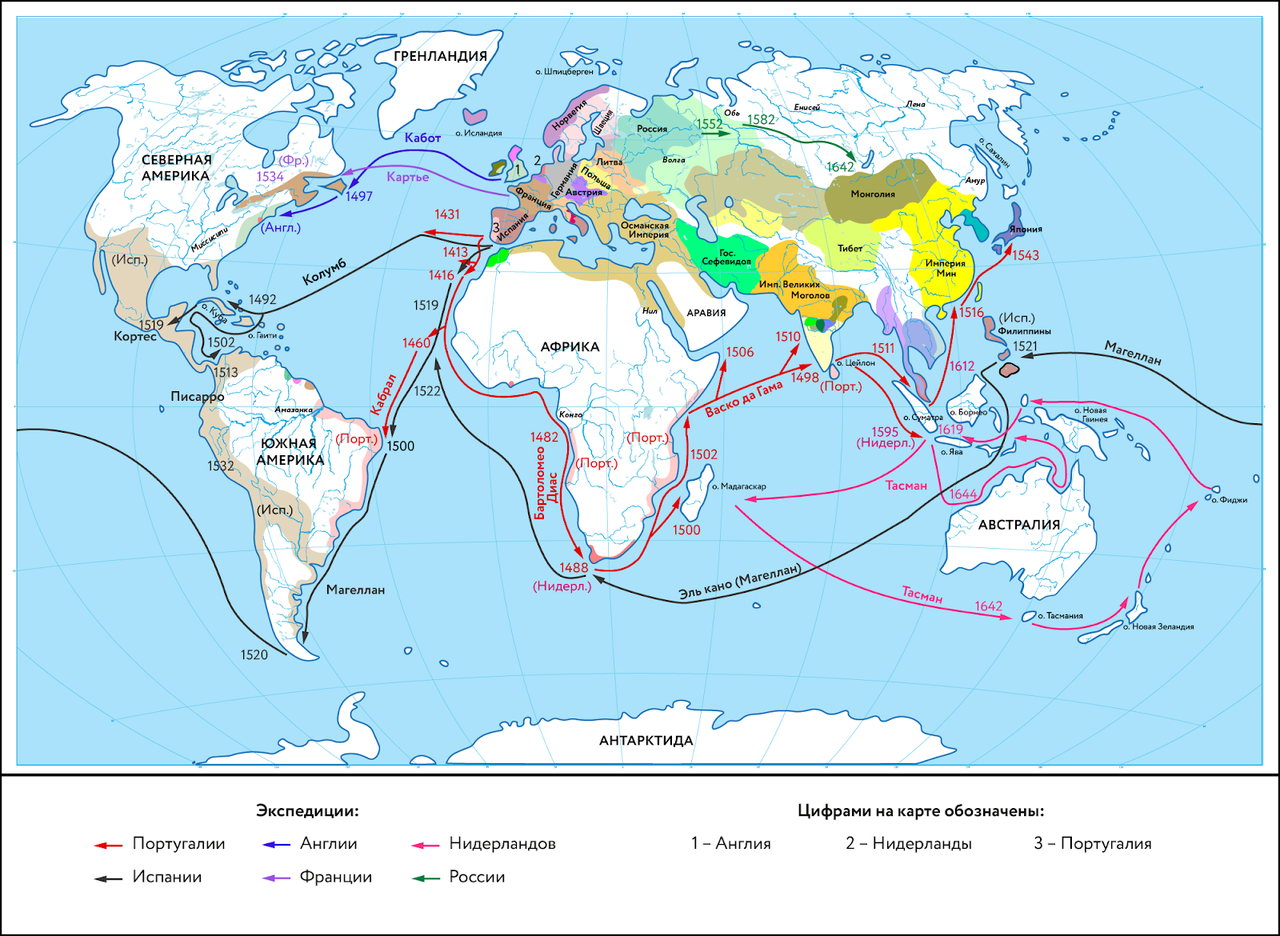 ГРЕНЛАНДИЯ
о. Шпицберген
о. Исландия
Норвегия
Швеция
Россия
Обь
Енисей
Лена
1552
1582
1642
Волга
о. Сахалин
Амур
СЕВЕРНАЯ
АМЕРИКА
(Фр.)
1534
Кабот
Картье
1497
(Англ.)
Миссисипи
(Исп.)
1
2
3
Литва
Польша
Германия
Австрия
Франция
Испания
Османская
Империя
Монголия
Тибет
Империя
Мин
Япония
1543
Гос.
Сефевидов
Имп. Великих
Моголов
1431
1413
1416
Колумб
1492
о. Куба
о. Гаити
1519
Кортес
1502
1513
Писарро
1519
1460
Кабрал
1522
Нил
АРАВИЯ
АФРИКА
Конго
1506
1510
1498
Васко да Гама
(Порт.)
о. Цейлон
1511
1516
1612
(Исп.)
Филиппины
1521
Магеллан
Амазонка
ЮЖНАЯ
АМЕРИКА
(Порт.)
1500
1532
(Исп.)
1482
Бартоломео
Диас
(Порт.)
(Порт.)
1502
о. Мадагаскар
1500
1488
(Нидерл.)
о. Суматра
о. Борнео
1619
о. Ява
о. Новая
Гвинея
1595
(Нидерл.)
Тасман
1644
АВСТРАЛИЯ
о. Фиджи
Эль кано (Магеллан)
Тасман
1642
о. Тасмания
о. Новая Зеландия
Магеллан
1520
АНТАРКТИДА
Экспедиции:
Португалии
Англии
Нидерландов
Испании
Франции
России
Цифрами на карте обозначены:
1 – Англия
2 – Нидерланды
3 – Португалия